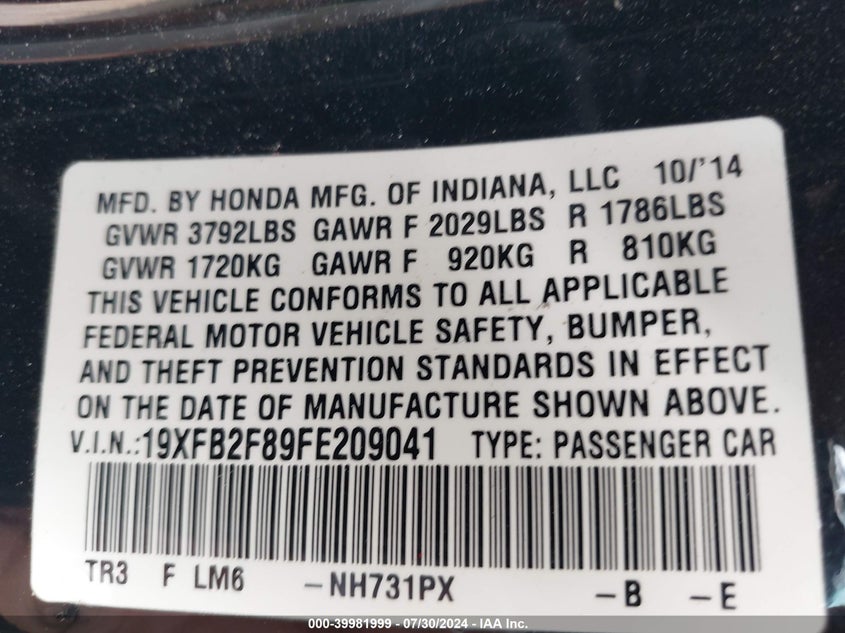 MFD. BY HONDA MFG. OF INDIANA, LLC 10/'14
GVWR 3792LBS GAWR F 2029LBS R 1786LBS
GVWR 1720KG GAWR F 920KG R 810KG
THIS VEHICLE CONFORMS TO ALL APPLICABLE
FEDERAL MOTOR VEHICLE SAFETY, BUMPER,
AND THEFT PREVENTION STANDARDS IN EFFECT
ON THE DATE OF MANUFACTURE SHOWN ABOVE.
V.I.N.:19XFB2F89FE209041 TYPE: PASSENGER CAR
TR3 F LM6 -NH731PX -B -E
000-39981999 / 07/30/2024 - IAA Inc.